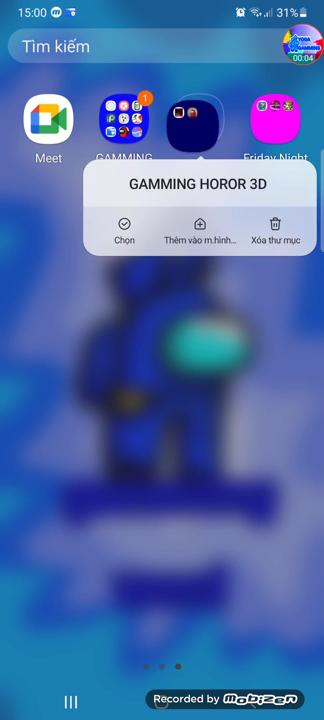 15:00
31%
Tìm kiếm
00:04
1
Meet
GAMMING
Friday Night
GAMMING HOROR 3D
Chọn
Thêm vào m.hình...
Xóa thư mục
Recorded by mobizen